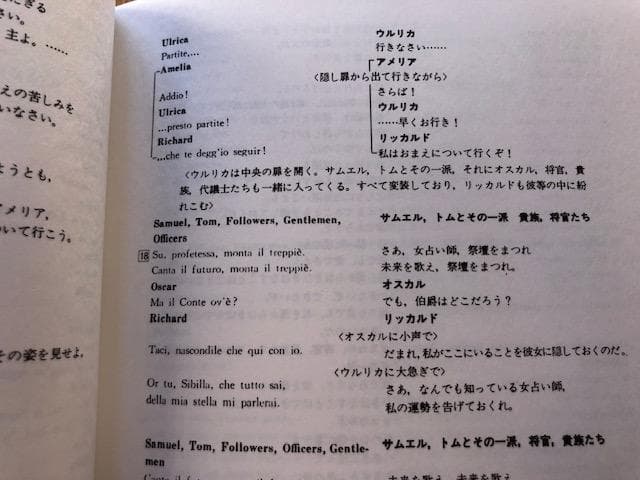 にぎる
さい。
主よ。……
えの苦しみを
いなさい。
ようとも,
アメリア,
いて行こう。
その姿を見せよ,
Ulrica
Partite,...
Amelia
Addio!
Ulrica
...presto partite!
Richard
...che te degg'io seguir!
ウルリカ
行きなさい……
アメリア
〈隠し扉から出て行きながら〉
さらば!
ウルリカ
……早くお行き!
リッカルド
私はおまえについて行くぞ!
〈ウルリカは中央の扉を開く。サムエル, トムとその一派, それにオスカル, 将官, 貴
族, 代議士たちも一緒に入ってくる。すべて変装しており, リッカルドも彼等の中に紛
れこむ〉
Samuel, Tom, Followers, Gentlemen,
Officers
18 Su, profetessa, monta il treppiè.
Canta il futuro, monta il treppiè.
Oscar
Ma il Conte ov'è?
Richard
Taci, nascondile che qui con io.
Or tu, Sibilla, che tutto sai,
della mia stella mi parlerai.
サムエル, トムとその一派 貴族, 将官たち
さあ, 女占い師, 祭壇をまつれ
未来を歌え, 祭壇をまつれ。
オスカル
でも, 伯爵はどこだろう?
リッカルド
〈オスカルに小声で〉
だまれ, 私がここにいることを彼女に隠しておくのだ。
〈ウルリカに大急ぎで〉
さあ, なんでも知っている女占い師,
私の運勢を告げておくれ。
Samuel, Tom, Followers, Officers, Gentle-
men
サムエル, トムとその一派, 将官, 貴族たち